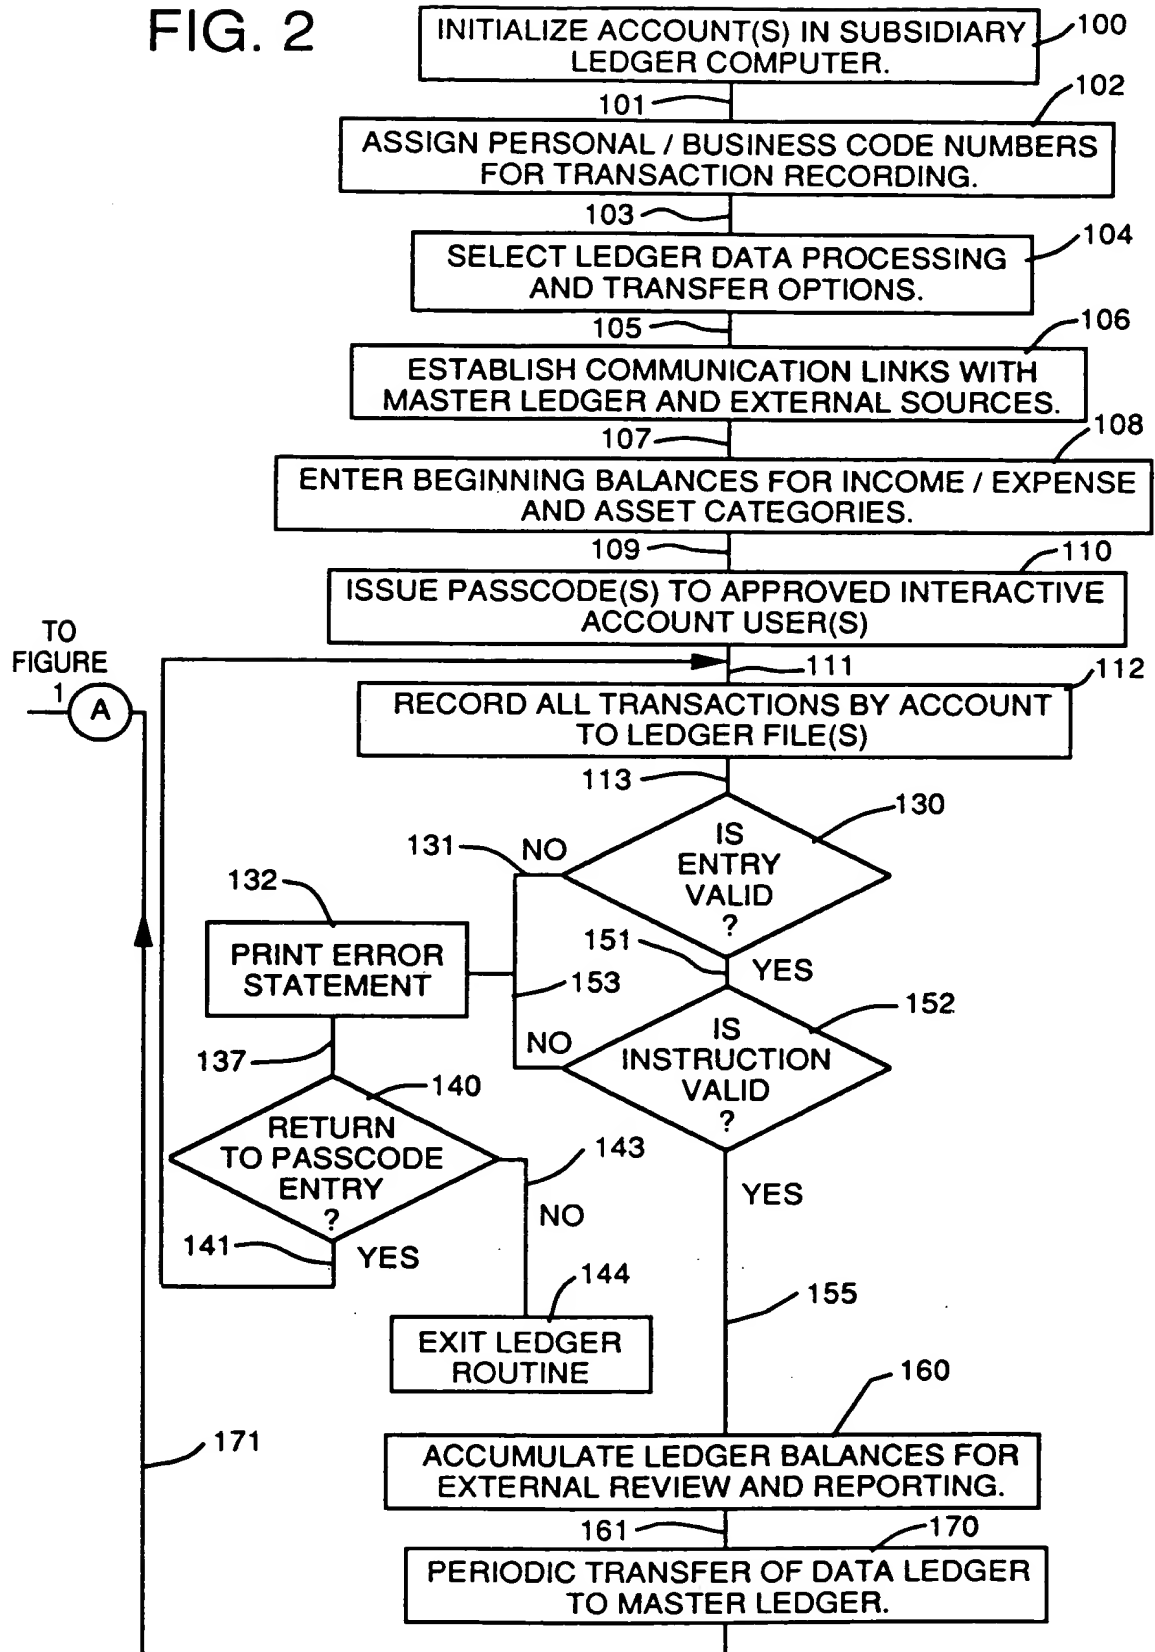 FIG. 2
INITIALIZE ACCOUNT(S) IN SUBSIDIARY
LEDGER COMPUTER.
100
101
102
ASSIGN PERSONAL / BUSINESS CODE NUMBERS
FOR TRANSACTION RECORDING.
103
104
SELECT LEDGER DATA PROCESSING
AND TRANSFER OPTIONS.
105
106
ESTABLISH COMMUNICATION LINKS WITH
MASTER LEDGER AND EXTERNAL SOURCES.
107
108
ENTER BEGINNING BALANCES FOR INCOME / EXPENSE
AND ASSET CATEGORIES.
109
110
ISSUE PASSCODE(S) TO APPROVED INTERACTIVE
ACCOUNT USER(S)
TO
FIGURE
1
A
111
112
RECORD ALL TRANSACTIONS BY ACCOUNT
TO LEDGER FILE(S)
113
130
IS
ENTRY
VALID
?
131
NO
132
PRINT ERROR
STATEMENT
151
YES
153
152
IS
INSTRUCTION
VALID
?
NO
137
140
RETURN
TO PASSCODE
ENTRY
?
143
NO
YES
141
YES
144
EXIT LEDGER
ROUTINE
155
160
171
ACCUMULATE LEDGER BALANCES FOR
EXTERNAL REVIEW AND REPORTING.
161
170
PERIODIC TRANSFER OF DATA LEDGER
TO MASTER LEDGER.